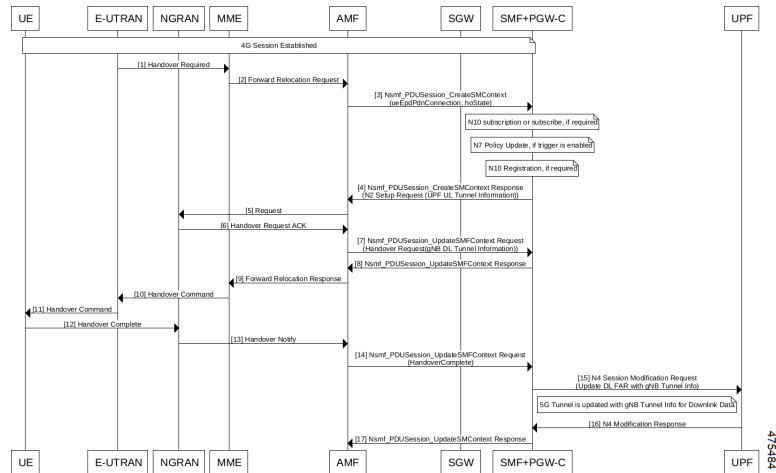 UE E-UTRAN NGRAN MME AMF SGW SMF+PGW-C UPF
4G Session Established
[1] Handover Required
[2] Forward Relocation Request
[3] Nsmf_PDUSession_CreateSMContext
(ueEpdPdnConnection, hoState)
N10 subscription or subscribe, if required
N7 Policy Update, if trigger is enabled
N10 Registration, if required
[4] Nsmf_PDUSession_CreateSMContext Response
(N2 Setup Request (UPF UL Tunnel Information))
[5] Request
[6] Handover Request ACK
[7] Nsmf_PDUSession_UpdateSMFContext Request
(Handover Request(gNB DL Tunnel Information))
[8] Nsmf_PDUSession_UpdateSMFContext Response
[9] Forward Relocation Response
[10] Handover Command
[11] Handover Command
[12] Handover Complete
[13] Handover Notify
[14] Nsmf_PDUSession_UpdateSMFContext Request
(HandoverComplete)
[15] N4 Session Modification Request
(Update DL FAR with gNB Tunnel Info)
5G Tunnel is updated with gNB Tunnel Info for Downlink Data
[16] N4 Modification Response
[17] Nsmf_PDUSession_UpdateSMContext Response
UE E-UTRAN NGRAN MME AMF SGW SMF+PGW-C UPF
475484